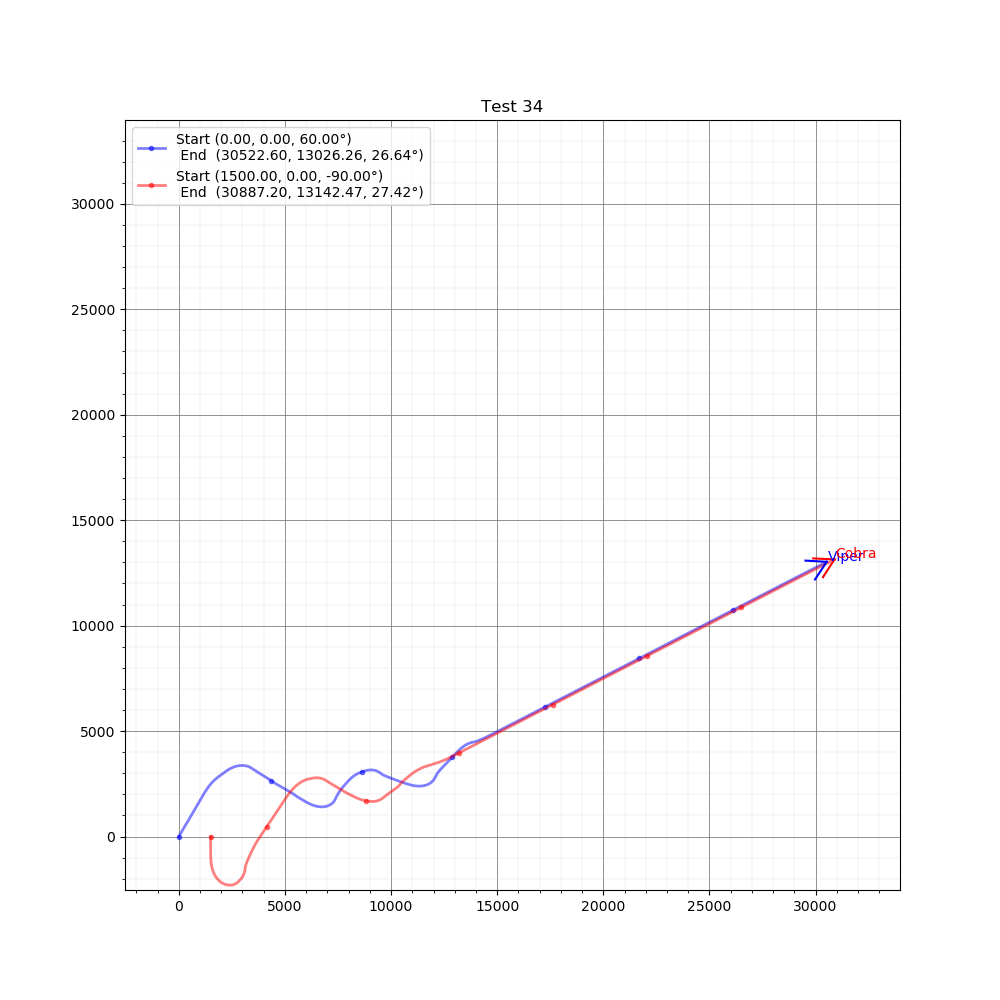 Test 34
Start (0.00, 0.00, 60.00°)
End (30522.60, 13026.26, 26.64°)
Start (1500.00, 0.00, -90.00°)
End (30887.20, 13142.47, 27.42°)
30000
25000
20000
15000
10000
5000
0
Cobra
Viper
0 5000 10000 15000 20000 25000 30000